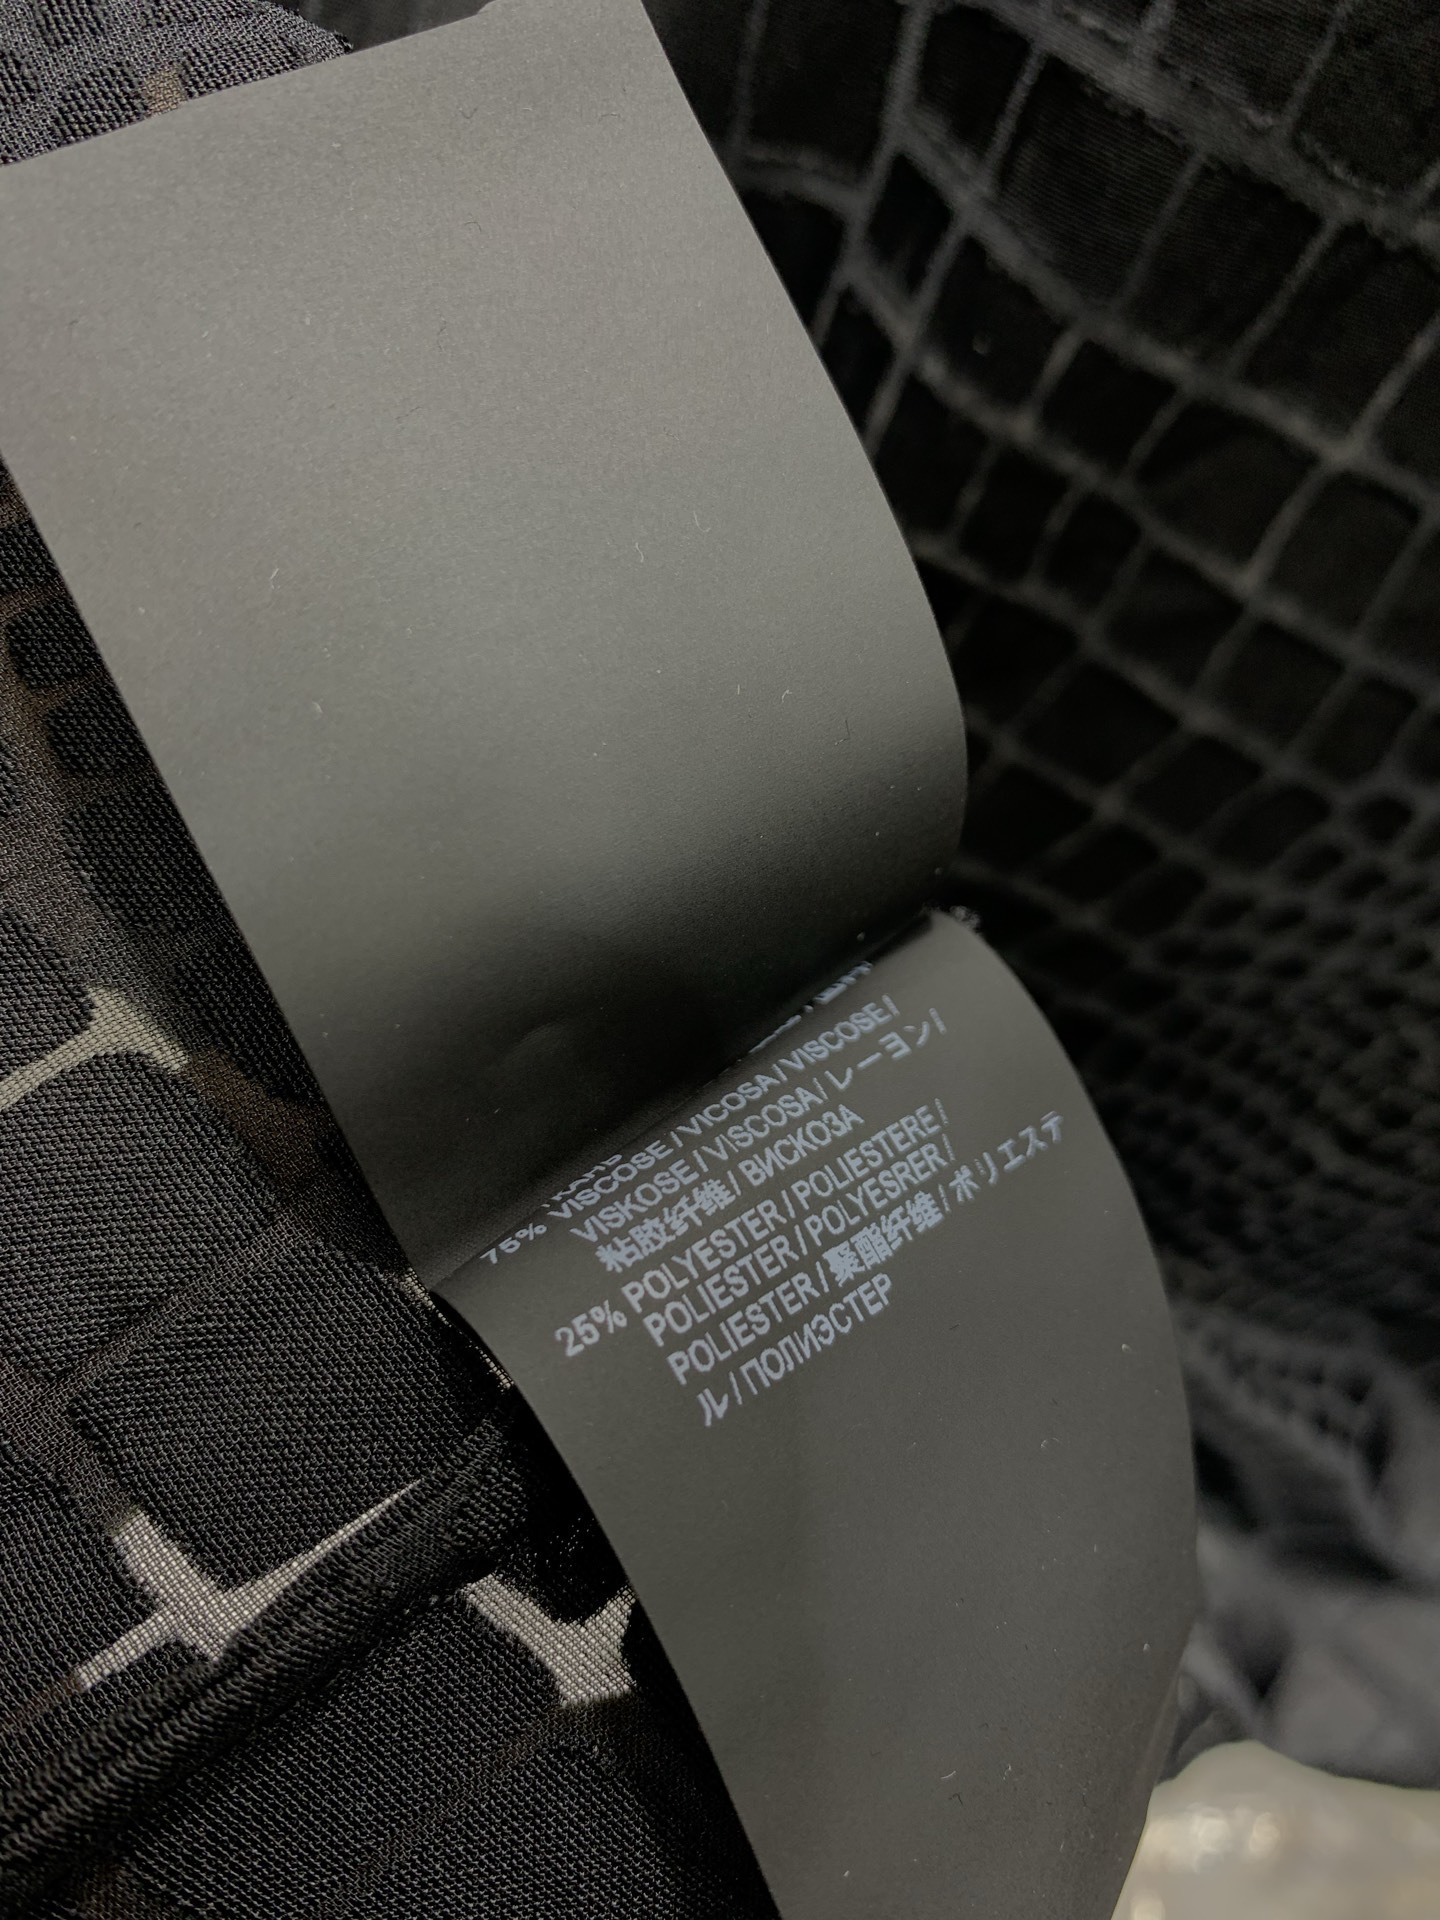 75% VISCOSE / VICOSA / VISCOSE /
VISKOSE / VISCOSA / レーヨン /
粘胶纤维 / ВИСКОЗА
25% POLYESTER / POLIESTERE /
POLIESTER / POLYESRER /
POLIESTER / 聚酯纤维 / ポリエステ
ル / ПОЛИЭСТЕР